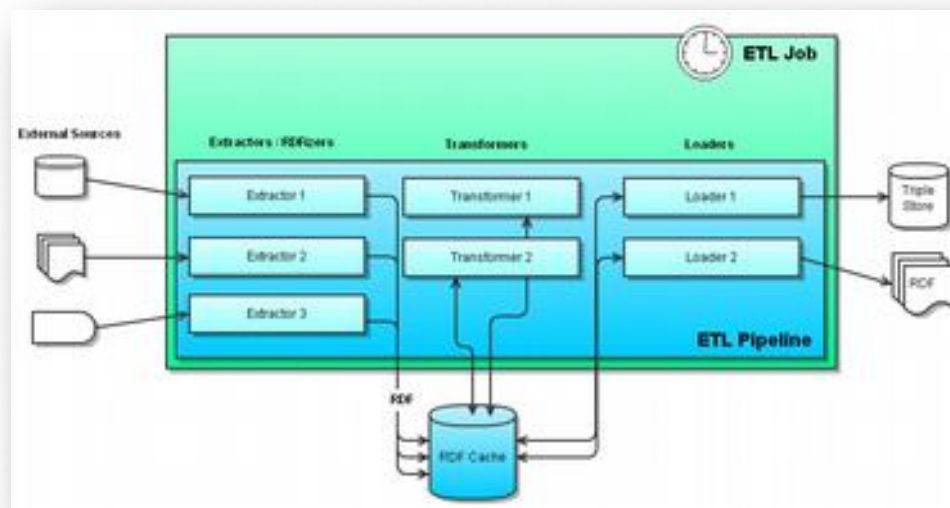 ETL Job
External Sources
Extractors / RDFizers
Transformers
Loaders
Extractor 1
Transformer 1
Loader 1
Triple
Store
Extractor 2
Transformer 2
Loader 2
RDF
Extractor 3
ETL Pipeline
RDF
RDF Cache